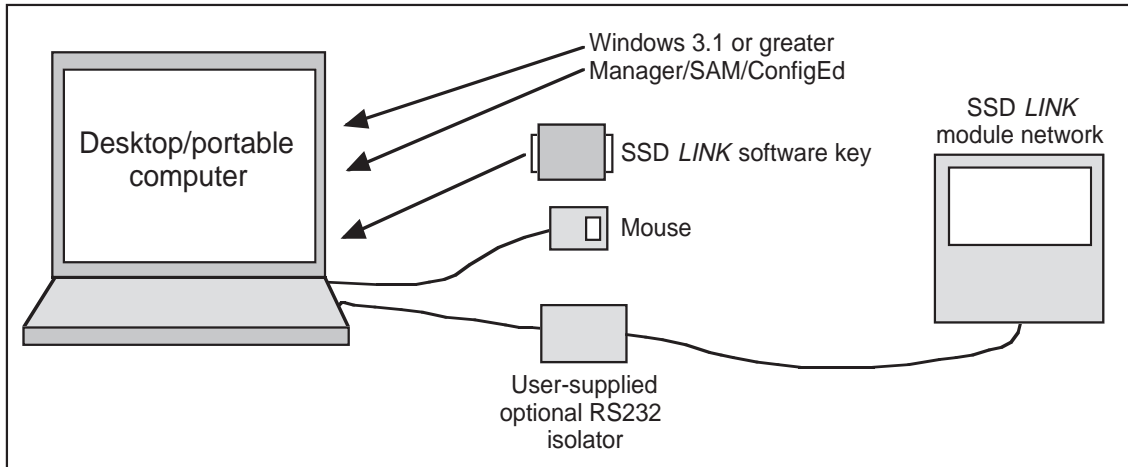 Windows 3.1 or greater
Manager/SAM/ConfigEd
Desktop/portable
computer
SSD LINK software key
SSD LINK
module network
Mouse
User-supplied
optional RS232
isolator